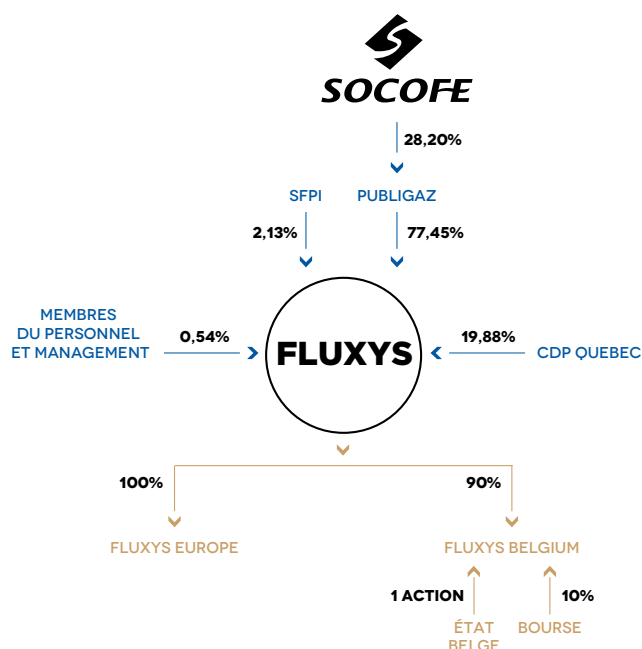 SOCOFE
28,20%
SFPI
PUBLIGAZ
2,13%
77,45%
MEMBRES
DU PERSONNEL
ET MANAGEMENT
0,54%
FLUXYS
19,88%
CDP QUEBEC
100%
90%
FLUXYS EUROPE
FLUXYS BELGIUM
1 ACTION
10%
ÉTAT
BELGE
BOURSE